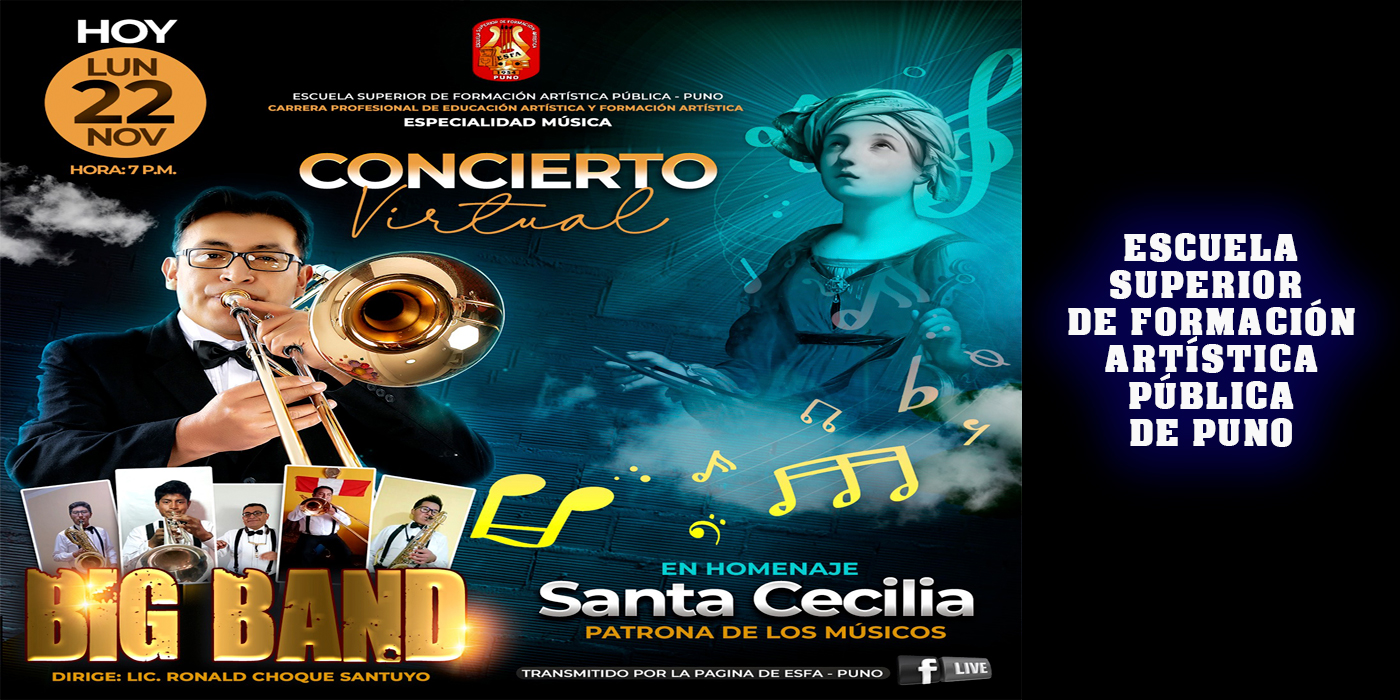 HOY
LUN
22
NOV
HORA: 7 P.M.
ESFA
PUNO
ESCUELA SUPERIOR DE FORMACIÓN ARTÍSTICA PÚBLICA - PUNO
CARRERA PROFESIONAL DE EDUCACIÓN ARTÍSTICA Y FORMACIÓN ARTÍSTICA
ESPECIALIDAD MÚSICA
CONCIERTO
Virtual
BIG BAND
DIRIGE: LIC. RONALD CHOQUE SANTUYO
EN HOMENAJE
Santa Cecilia
PATRONA DE LOS MÚSICOS
TRANSMITIDO POR LA PAGINA DE ESFA - PUNO
f LIVE
ESCUELA
SUPERIOR
DE FORMACIÓN
ARTÍSTICA
PÚBLICA
DE PUNO